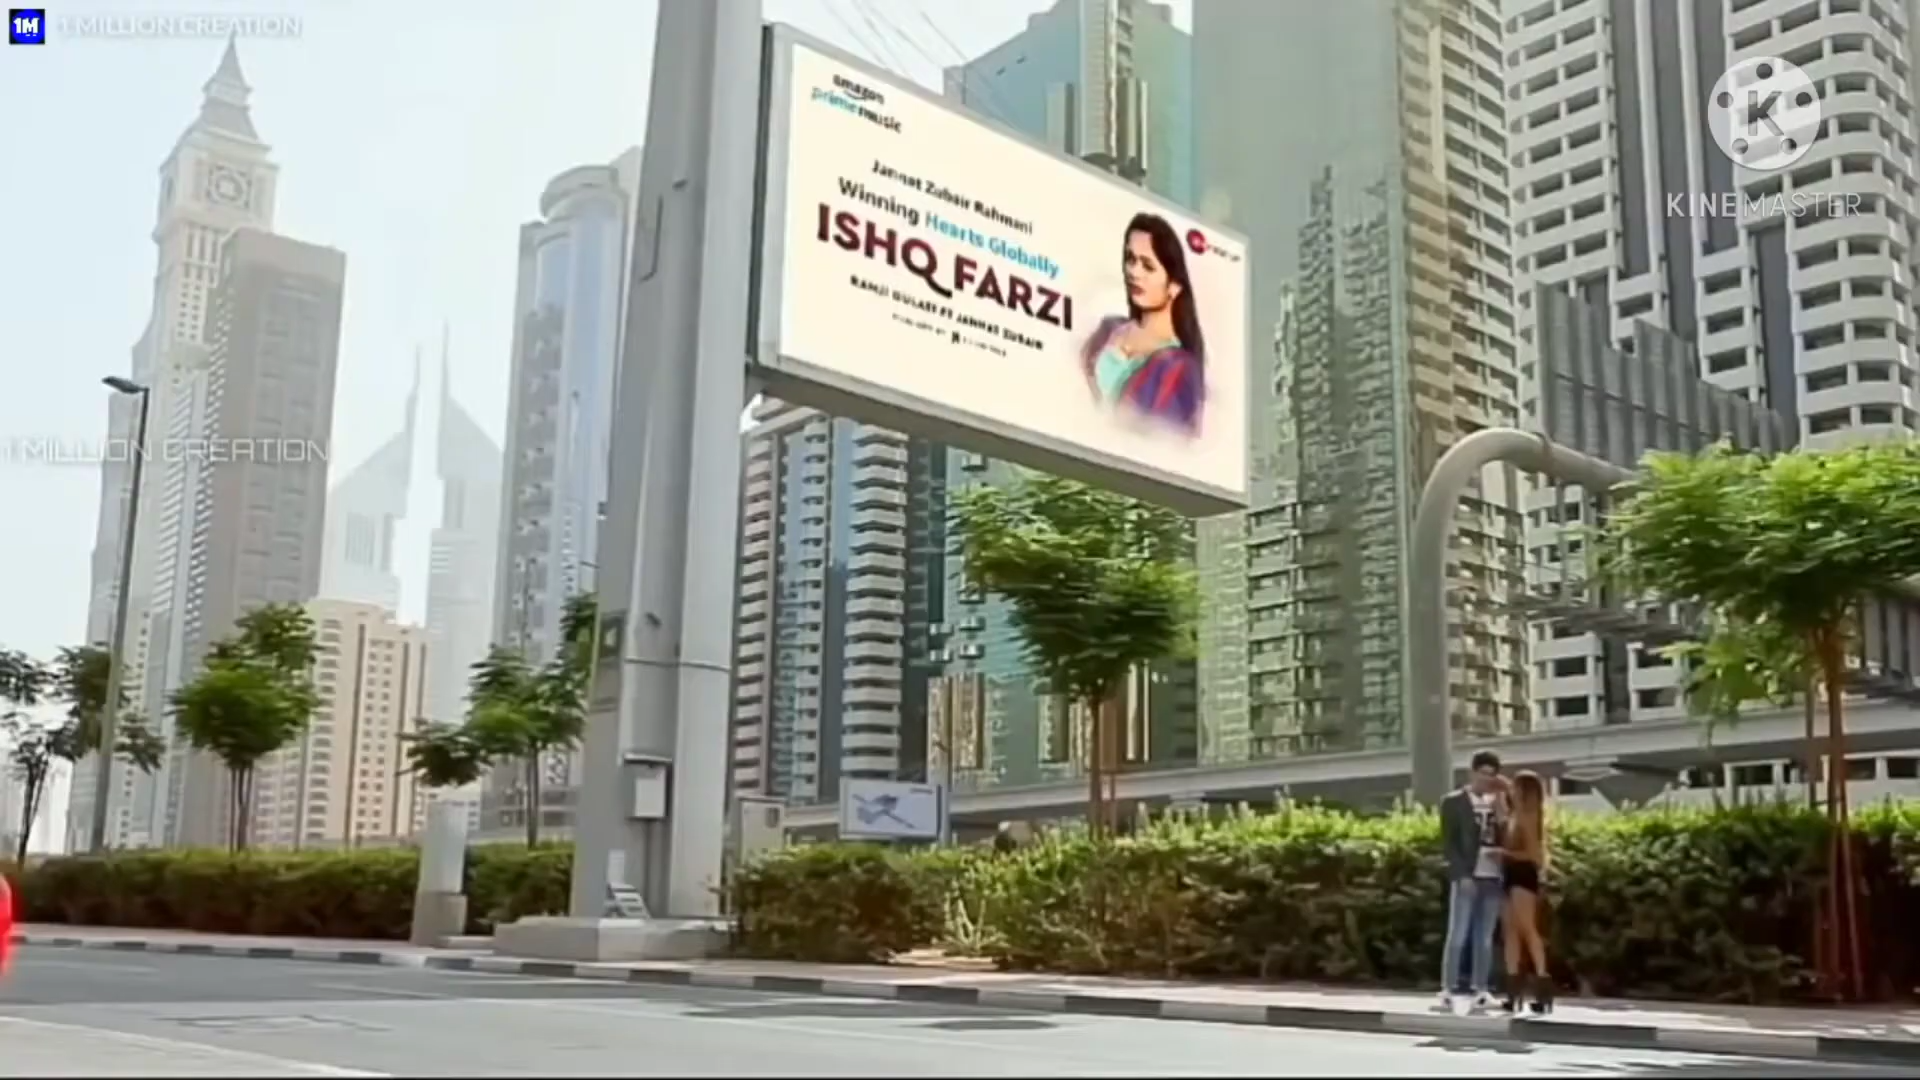 1M 1 MILLION CREATION
amazon
prime music
Jannat Zubair Rahmani
Winning Hearts Globally
ISHQ FARZI
RAMJI GULATI FT JANNAT ZUBAIR
K
KINEMASTER
1 MILLION CREATION